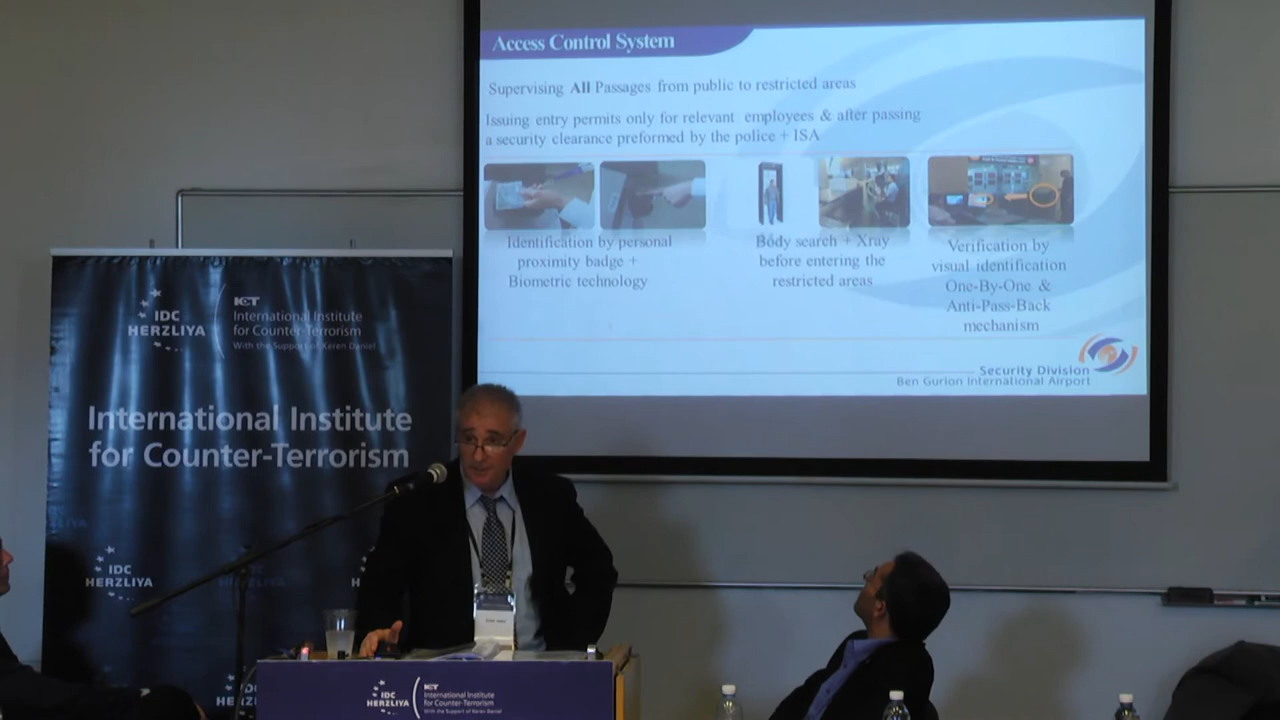 Access Control System
Supervising All Passages from public to restricted areas
Issuing entry permits only for relevant employees & after passing
a security clearance preformed by the police + ISA
Identification by personal
proximity badge +
Biometric technology
Body search + Xray
before entering the
restricted areas
Verification by
visual identification
One-By-One &
Anti-Pass-Back
mechanism
Security Division
Ben Gurion International Airport
IDC
HERZLIYA
ICT
International Institute
for Counter-Terrorism
With the Support of Keren Daniel
International Institute
for Counter-Terrorism
IDC
HERZLIYA
HERZLIYA
IDC
HERZLIYA
ICT
International Institute
for Counter-Terrorism
With the Support of Keren Daniel